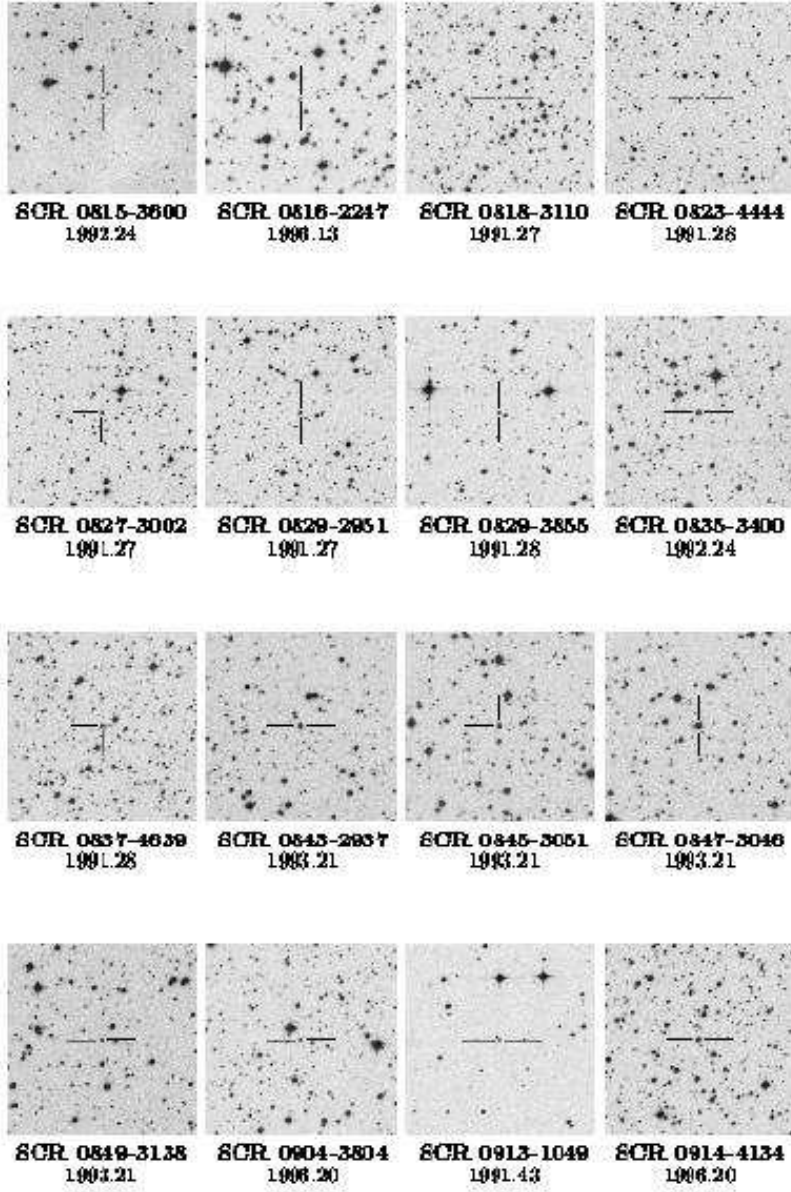 SCR 0815-3600
1992.24
SCR 0816-2247
1996.13
SCR 0818-3110
1991.27
SCR 0823-4444
1991.28
SCR 0827-3002
1991.27
SCR 0829-2951
1991.27
SCR 0829-3855
1991.28
SCR 0835-3400
1992.24
SCR 0837-4639
1991.28
SCR 0843-2937
1993.21
SCR 0845-3051
1993.21
SCR 0847-3046
1993.21
SCR 0849-3138
1993.21
SCR 0904-3804
1996.20
SCR 0913-1049
1991.43
SCR 0914-4134
1996.20